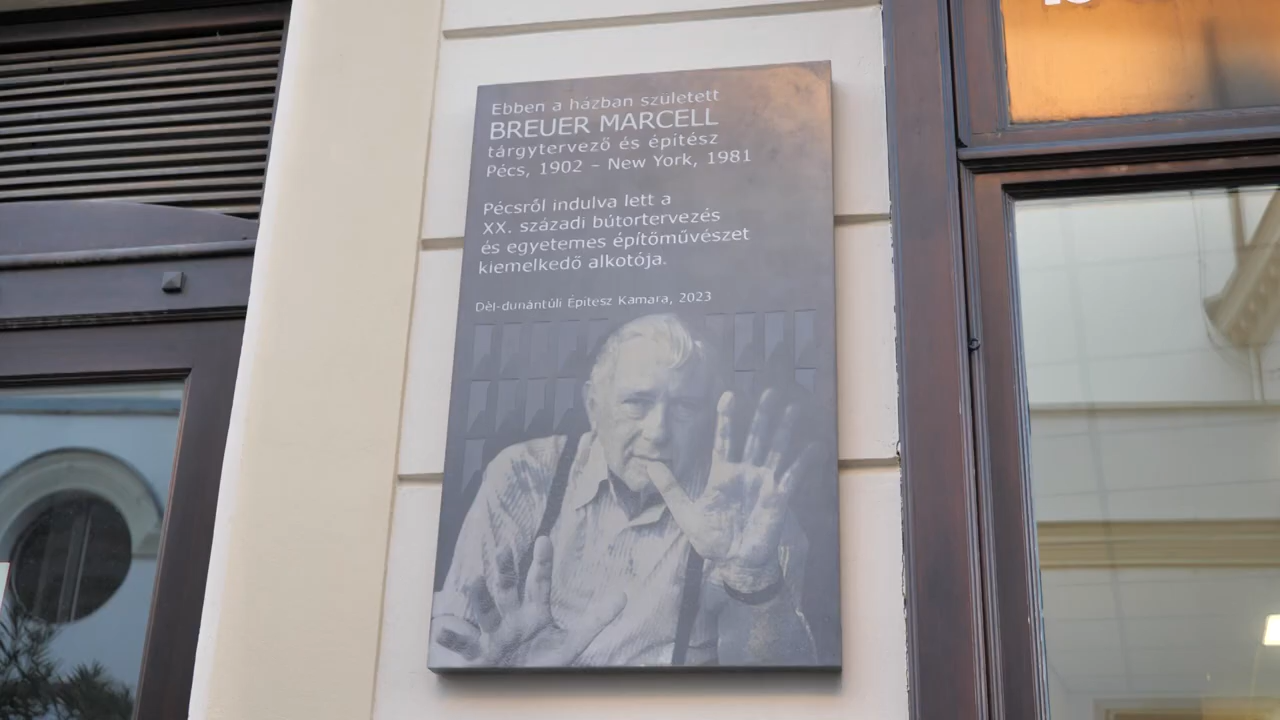 Ebben a házban született
BREUER MARCELL
tárgytervező és építész
Pécs, 1902 – New York, 1981
Pécsről indulva lett a
XX. századi bútortervezés
és egyetemes építőművészet
kiemelkedő alkotója.
Dél-dunántúli Építész Kamara, 2023